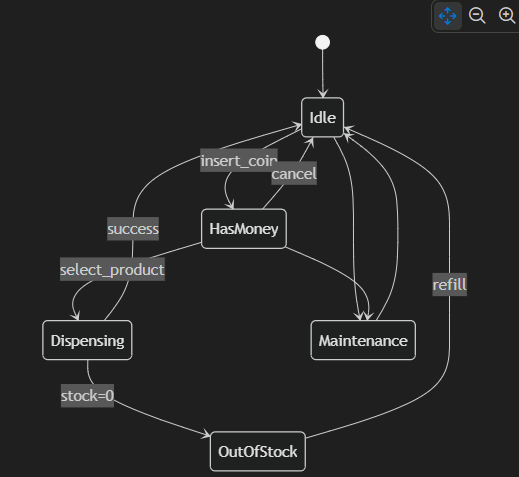 Idle
insert_coin
cancel
HasMoney
success
select_product
refill
Dispensing
Maintenance
stock=0
OutOfStock